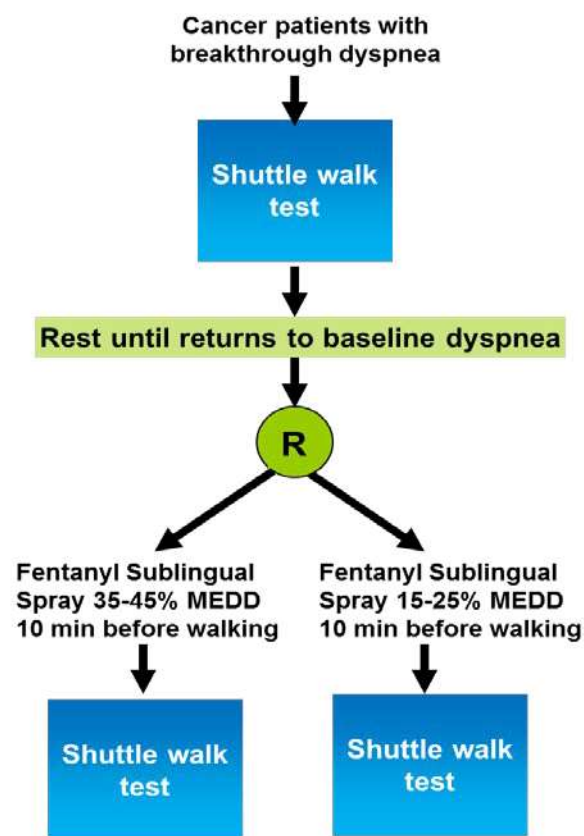 Cancer patients with
breakthrough dyspnea
Shuttle walk
test
Rest until returns to baseline dyspnea
R
Fentanyl Sublingual
Spray 35-45% MEDD
10 min before walking
Fentanyl Sublingual
Spray 15-25% MEDD
10 min before walking
Shuttle walk
test
Shuttle walk
test